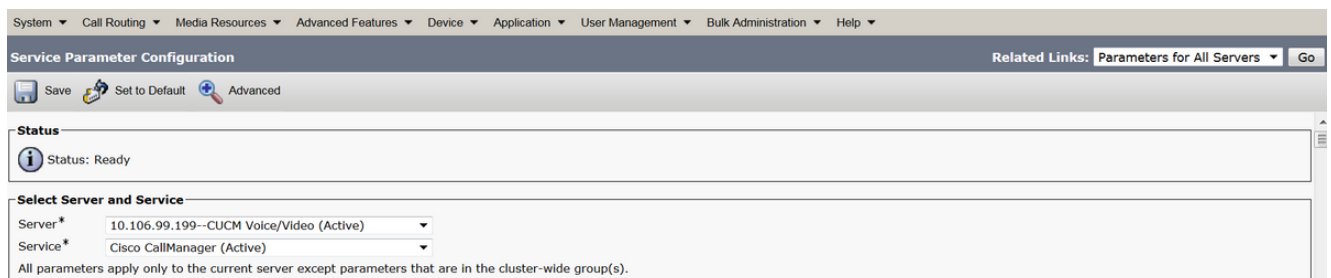 System Call Routing Media Resources Advanced Features Device Application User Management Bulk Administration Help
Service Parameter Configuration Related Links: Parameters for All Servers Go
Save Set to Default Advanced
Status
Status: Ready
Select Server and Service
Server* 10.106.99.199--CUCM Voice/Video (Active)
Service* Cisco CallManager (Active)
All parameters apply only to the current server except parameters that are in the cluster-wide group(s).